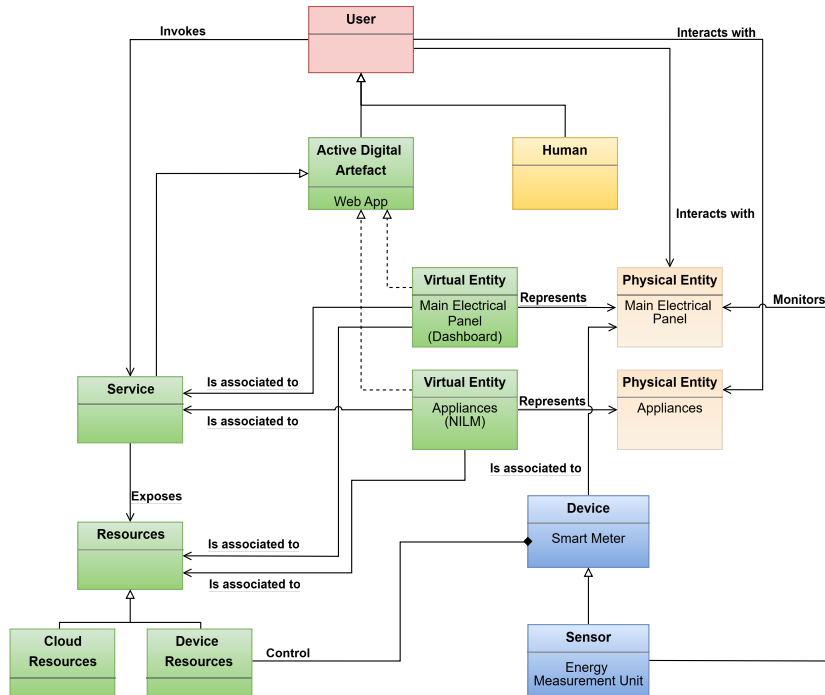 User
Invokes
Interacts with
Active Digital
Artefact
Web App
Human
Interacts with
Virtual Entity
Main Electrical
Panel
(Dashboard)
Represents
Physical Entity
Main Electrical
Panel
Monitors
Service
Is associated to
Is associated to
Virtual Entity
Appliances
(NILM)
Represents
Physical Entity
Appliances
Is associated to
Exposes
Resources
Is associated to
Is associated to
Device
Smart Meter
Cloud
Resources
Device
Resources
Control
Sensor
Energy
Measurement Unit